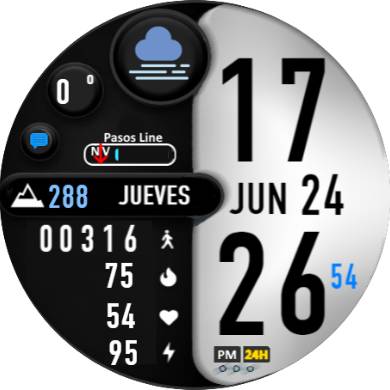 17
0 °
Pasos Line
NV
288 JUEVES
JUN 24
00316
26 54
75
54
95
PM 24H